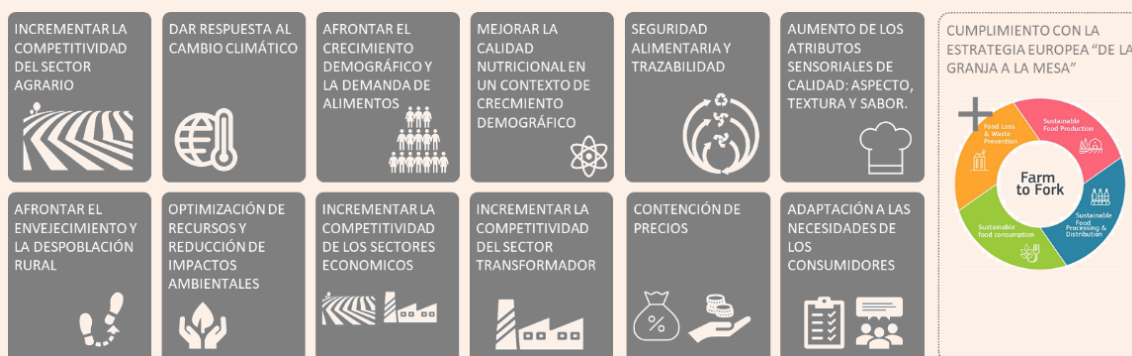 INCREMENTAR LA
COMPETITIVIDAD
DEL SECTOR
AGRARIO
DAR RESPUESTA AL
CAMBIO CLIMÁTICO
AFRONTAR EL
CRECIMIENTO
DEMOGRÁFICO Y
LA DEMANDA DE
ALIMENTOS
MEJORAR LA
CALIDAD
NUTRICIONAL EN
UN CONTEXTO DE
CRECMIENTO
DEMOGRÁFICO
SEGURIDAD
ALIMENTARIA Y
TRAZABILIDAD
AUMENTO DE LOS
ATRIBUTOS
SENSORIALES DE
CALIDAD: ASPECTO,
TEXTURA Y SABOR.
CUMPLIMIENTO CON LA
ESTRATEGIA EUROPEA “DE LA
GRANJA A LA MESA”
Food Loss
& Waste
Prevention
Sustainable
Food Production
Farm
to Fork
Sustainable
food consumption
Sustainable
Food
Processing &
Distribution
AFRONTAR EL
ENVEJECIMIENTO Y
LA DESPOBLACIÓN
RURAL
OPTIMIZACIÓN DE
RECURSOS Y
REDUCCIÓN DE
IMPACTOS
AMBIENTALES
INCREMENTAR LA
COMPETITIVIDAD
DE LOS SECTORES
ECONOMICOS
INCREMENTAR LA
COMPETITIVIDAD
DEL SECTOR
TRANSFORMADOR
CONTENCIÓN DE
PRECIOS
%
ADAPTACIÓN A LAS
NECESIDADES DE
LOS
CONSUMIDORES